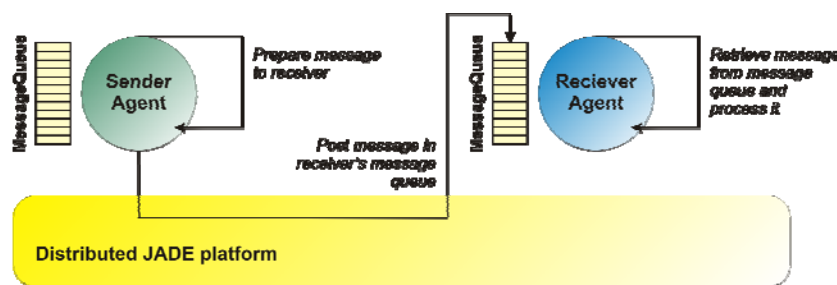 MessageQueue
Sender
Agent
Prepare message
to receiver
Post message in
receiver's message
queue
MessageQueue
Reciever
Agent
Retrieve message
from message
queue and
process it
Distributed JADE platform